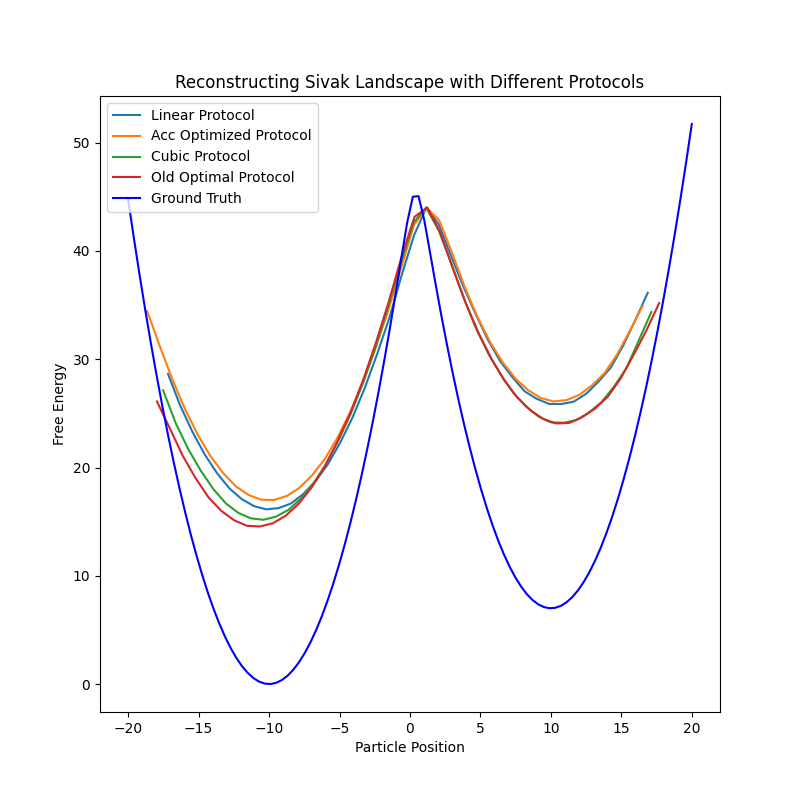 Reconstructing Sivak Landscape with Different Protocols
Linear Protocol
Acc Optimized Protocol
Cubic Protocol
Old Optimal Protocol
Ground Truth
50
40
30
20
10
0
Free Energy
−20
−15
−10
−5
0
5
10
15
20
Particle Position